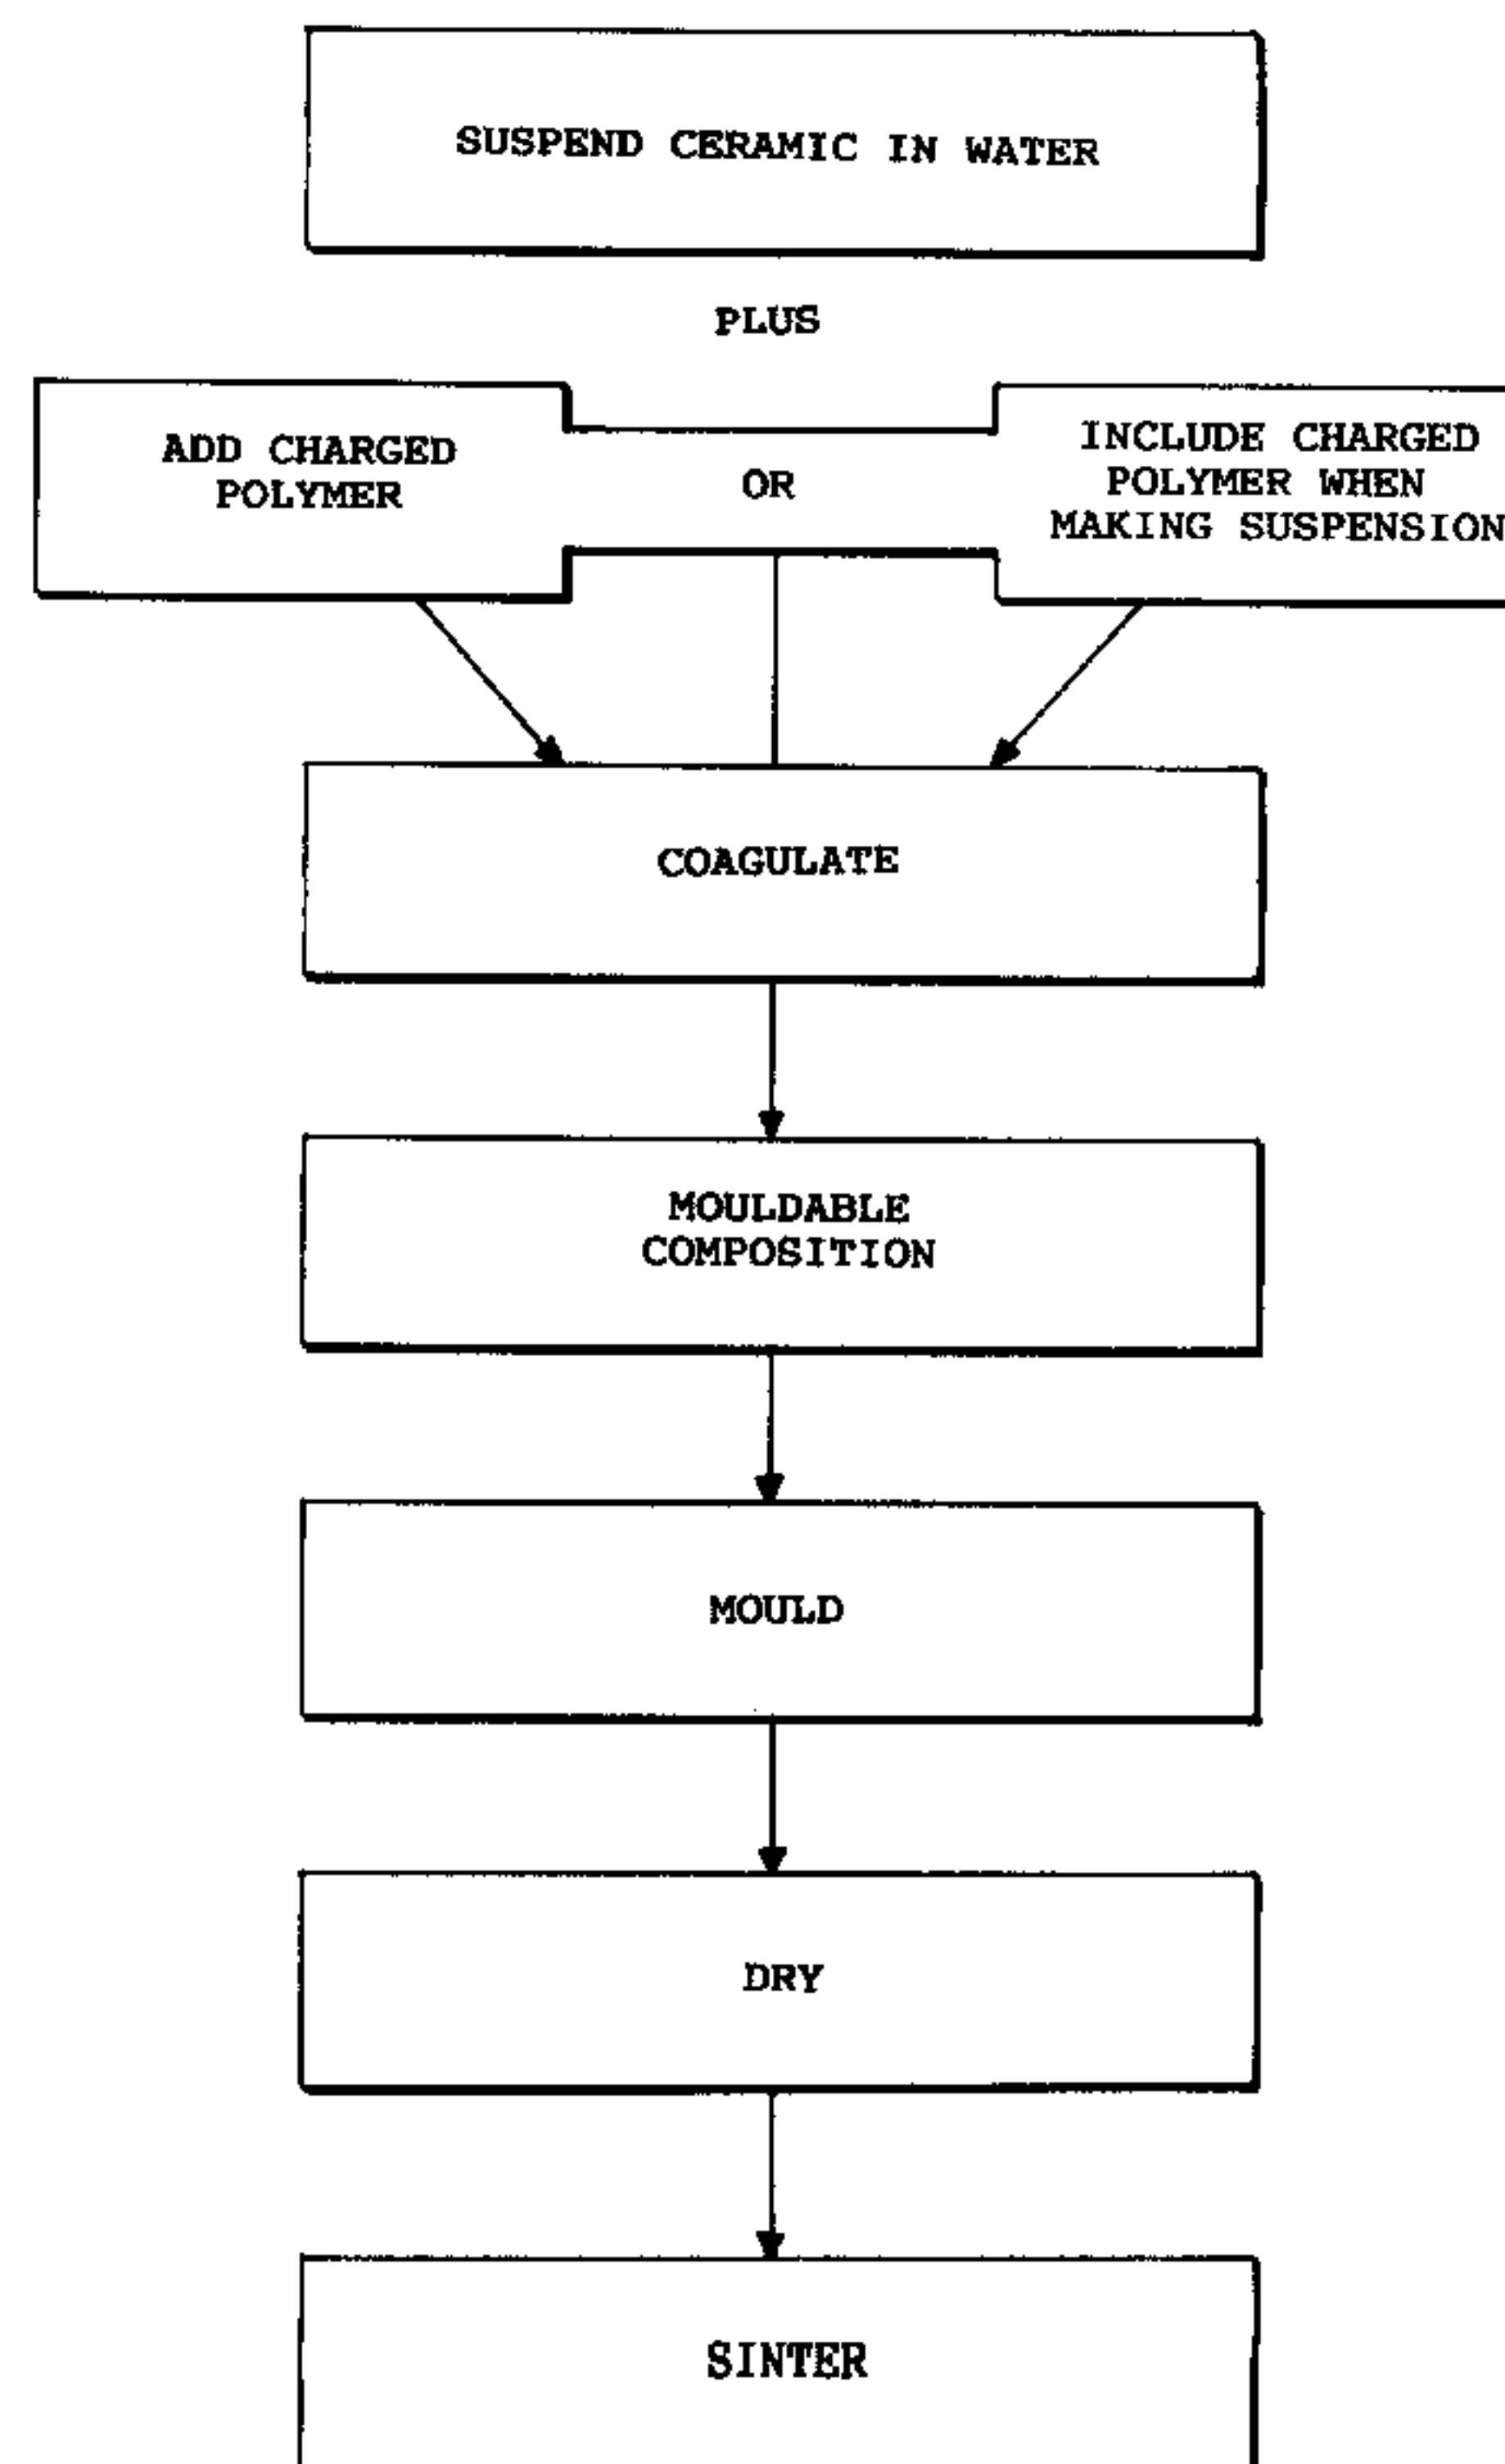 SUSPEND CERAMIC IN WATER
PLUS
ADD CHARGED
POLYMER
OR
INCLUDE CHARGED
POLYMER WHEN
MAKING SUSPENSION
COAGULATE
MOULDABLE
COMPOSITION
MOULD
DRY
SINTER